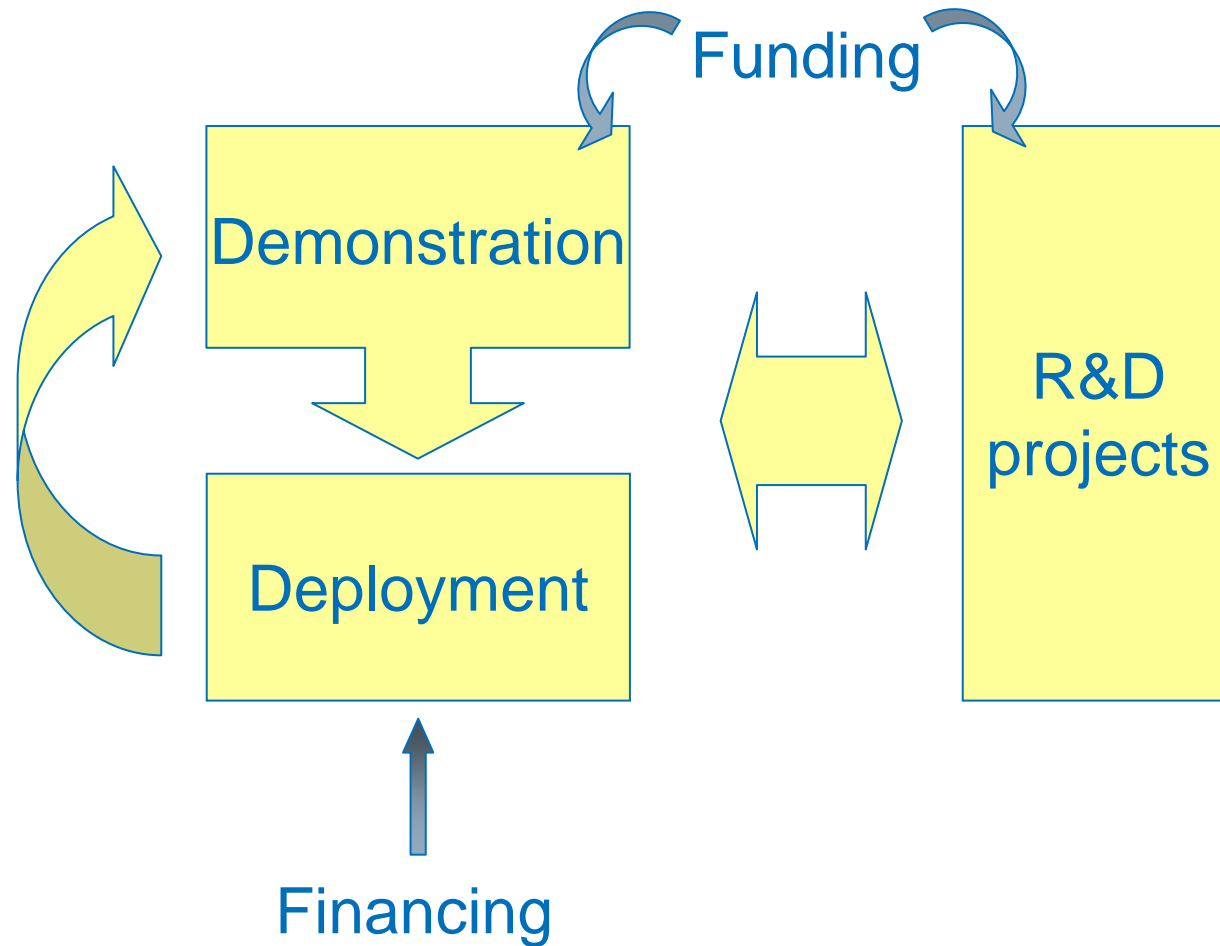 Funding
Demonstration
R&D
projects
Deployment
Financing